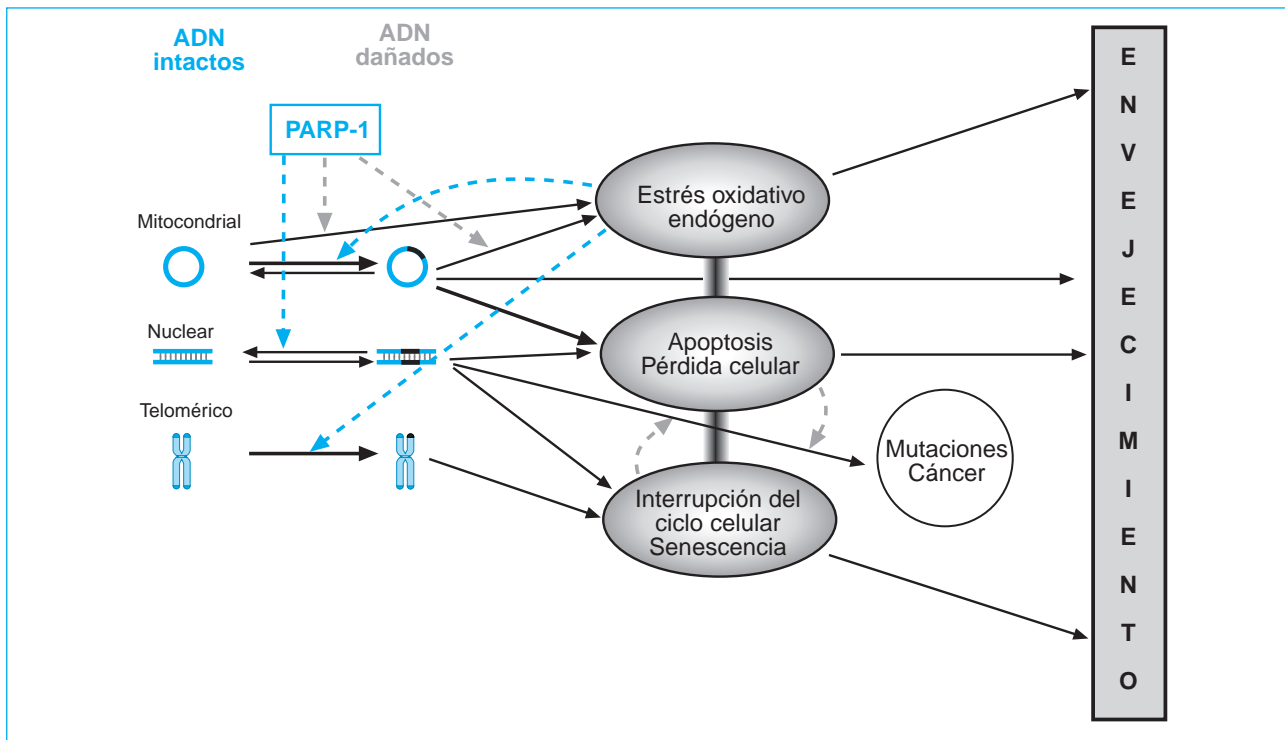 ADN
intactos
ADN
dañados
PARP-1
Mitocondrial
Nuclear
Telomérico
Estrés oxidativo
endógeno
Apoptosis
Pérdida celular
Interrupción del
ciclo celular
Senescencia
Mutaciones
Cáncer
E
N
V
E
J
E
C
I
M
I
E
N
T
O